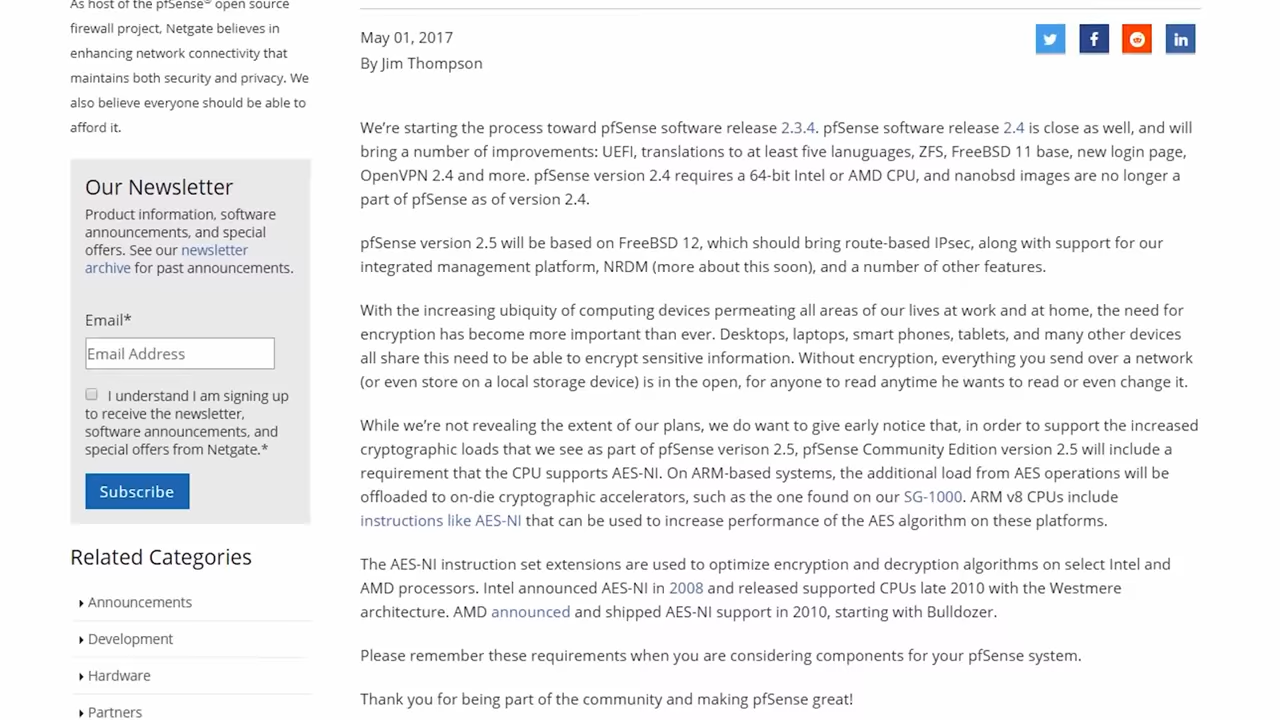 As host of the pfSense® open source
firewall project, Netgate believes in
enhancing network connectivity that
maintains both security and privacy. We
also believe everyone should be able to
afford it.
Our Newsletter
Product information, software
announcements, and special
offers. See our newsletter
archive for past announcements.
Email*
Email Address
I understand I am signing up
to receive the newsletter,
software announcements, and
special offers from Netgate.*
Subscribe
Related Categories
Announcements
Development
Hardware
Partners
May 01, 2017
By Jim Thompson
We’re starting the process toward pfSense software release 2.3.4. pfSense software release 2.4 is close as well, and will
bring a number of improvements: UEFI, translations to at least five lanuguages, ZFS, FreeBSD 11 base, new login page,
OpenVPN 2.4 and more. pfSense version 2.4 requires a 64-bit Intel or AMD CPU, and nanobsd images are no longer a
part of pfSense as of version 2.4.
pfSense version 2.5 will be based on FreeBSD 12, which should bring route-based IPsec, along with support for our
integrated management platform, NRDM (more about this soon), and a number of other features.
With the increasing ubiquity of computing devices permeating all areas of our lives at work and at home, the need for
encryption has become more important than ever. Desktops, laptops, smart phones, tablets, and many other devices
all share this need to be able to encrypt sensitive information. Without encryption, everything you send over a network
(or even store on a local storage device) is in the open, for anyone to read anytime he wants to read or even change it.
While we’re not revealing the extent of our plans, we do want to give early notice that, in order to support the increased
cryptographic loads that we see as part of pfSense verison 2.5, pfSense Community Edition version 2.5 will include a
requirement that the CPU supports AES-NI. On ARM-based systems, the additional load from AES operations will be
offloaded to on-die cryptographic accelerators, such as the one found on our SG-1000. ARM v8 CPUs include
instructions like AES-NI that can be used to increase performance of the AES algorithm on these platforms.
The AES-NI instruction set extensions are used to optimize encryption and decryption algorithms on select Intel and
AMD processors. Intel announced AES-NI in 2008 and released supported CPUs late 2010 with the Westmere
architecture. AMD announced and shipped AES-NI support in 2010, starting with Bulldozer.
Please remember these requirements when you are considering components for your pfSense system.
Thank you for being part of the community and making pfSense great!